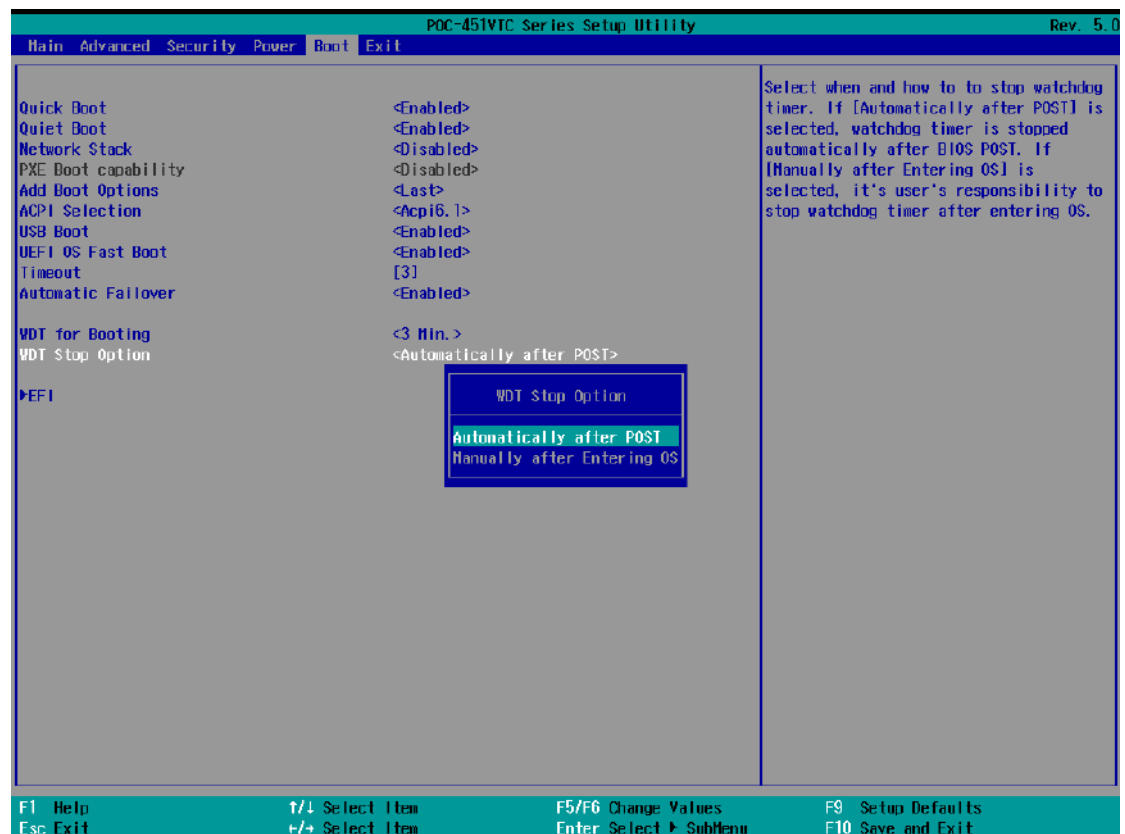 POC-451VTC Series Setup Utility Rev. 5.0
Main Advanced Security Power Boot Exit
Quick Boot <Enabled>
Quiet Boot <Enabled>
Network Stack <Disabled>
PXE Boot capability <Disabled>
Add Boot Options <Last>
ACPI Selection <Acpi6.1>
USB Boot <Enabled>
UEFI OS Fast Boot <Enabled>
Timeout [3]
Automatic Failover <Enabled>
WDT for Booting <3 Min.>
WDT Stop Option <Automatically after POST>
▶EFI
WDT Stop Option
Automatically after POST
Manually after Entering OS
Select when and how to to stop watchdog
timer. If [Automatically after POST] is
selected, watchdog timer is stopped
automatically after BIOS POST. If
[Manually after Entering OS] is
selected, it's user's responsibility to
stop watchdog timer after entering OS.
F1 Help ↑/↓ Select Item F5/F6 Change Values F9 Setup Defaults
Esc Exit ←/→ Select Item Enter Select ▶ SubMenu F10 Save and Exit